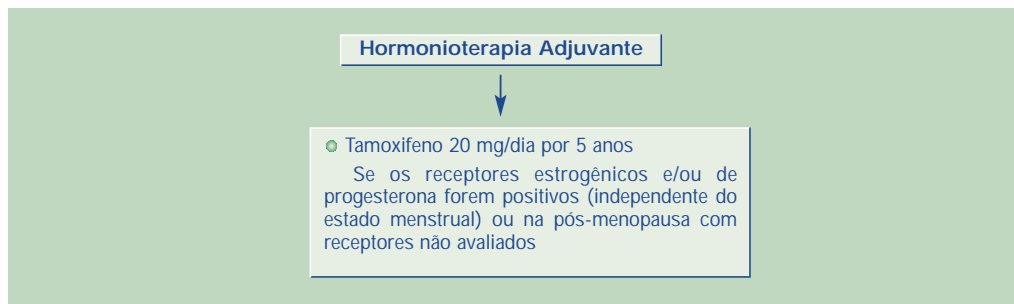 Hormonioterapia Adjuvante
Tamoxifeno 20 mg/dia por 5 anos
Se os receptores estrogênicos e/ou de
progesterona forem positivos (independente do
estado menstrual) ou na pós-menopausa com
receptores não avaliados